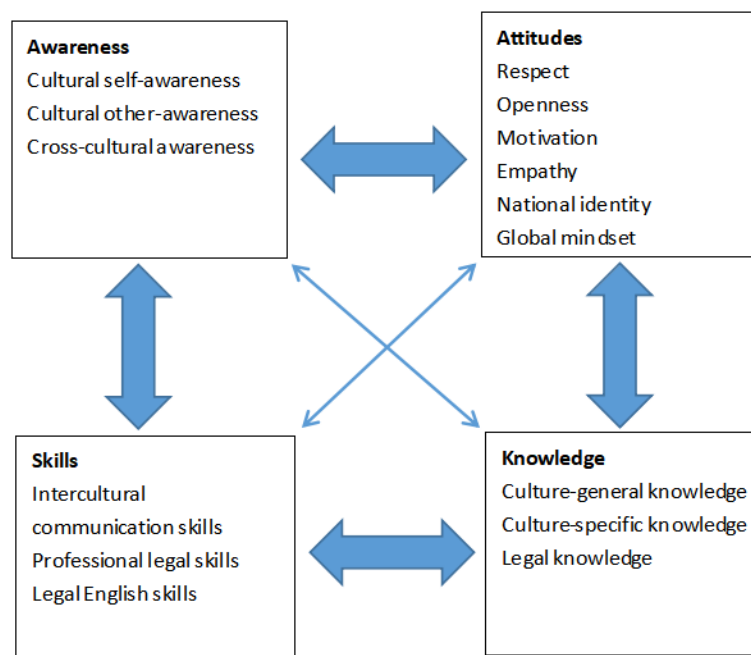 Awareness
Cultural self-awareness
Cultural other-awareness
Cross-cultural awareness
Attitudes
Respect
Openness
Motivation
Empathy
National identity
Global mindset
Skills
Intercultural
communication skills
Professional legal skills
Legal English skills
Knowledge
Culture-general knowledge
Culture-specific knowledge
Legal knowledge